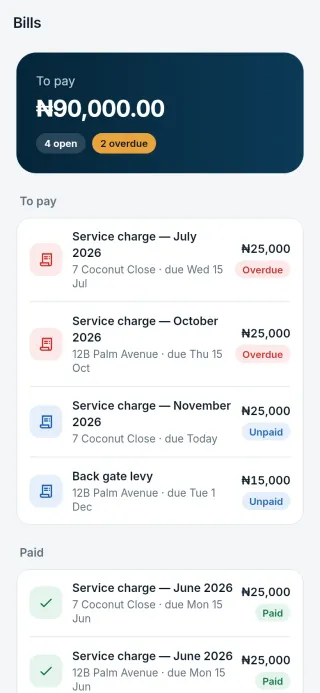 Bills
To pay
₦90,000.00
4 open
2 overdue
To pay
Service charge — July
2026
7 Coconut Close · due Wed 15
Jul
₦25,000
Overdue
Service charge — October
2026
12B Palm Avenue · due Thu 15
Oct
₦25,000
Overdue
Service charge — November
2026
7 Coconut Close · due Today
₦25,000
Unpaid
Back gate levy
12B Palm Avenue · due Tue 1
Dec
₦15,000
Unpaid
Paid
Service charge — June 2026
7 Coconut Close · due Mon 15
Jun
₦25,000
Paid
Service charge — June 2026
12B Palm Avenue · due Mon 15
Jun
₦25,000
Paid